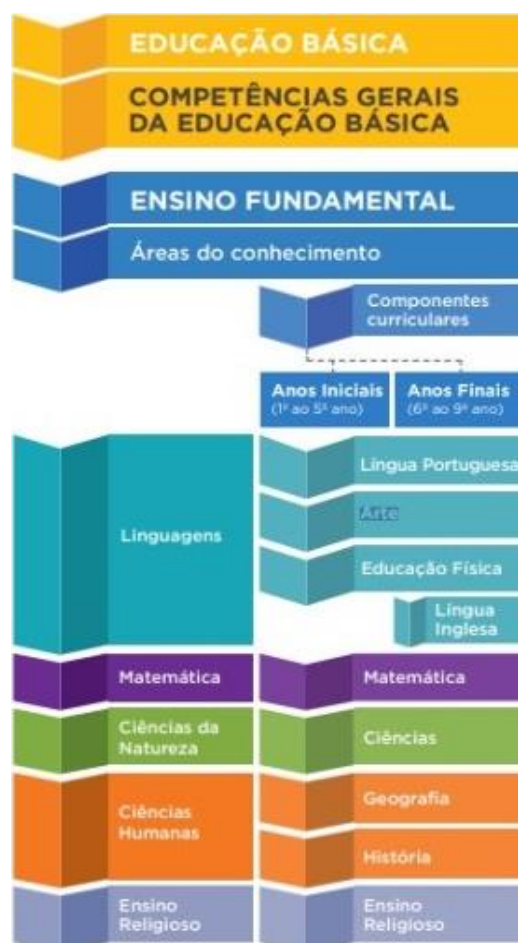 EDUCAÇÃO BÁSICA
COMPETÊNCIAS GERAIS
DA EDUCAÇÃO BÁSICA
ENSINO FUNDAMENTAL
Áreas do conhecimento
Componentes
curriculares
Anos Iniciais
(1º ao 5º ano)
Anos Finais
(6º ao 9º ano)
Linguagens
Língua Portuguesa
Arte
Educação Física
Língua
Inglesa
Matemática
Matemática
Ciências da
Natureza
Ciências
Ciências
Humanas
Geografia
História
Ensino
Religioso
Ensino
Religioso